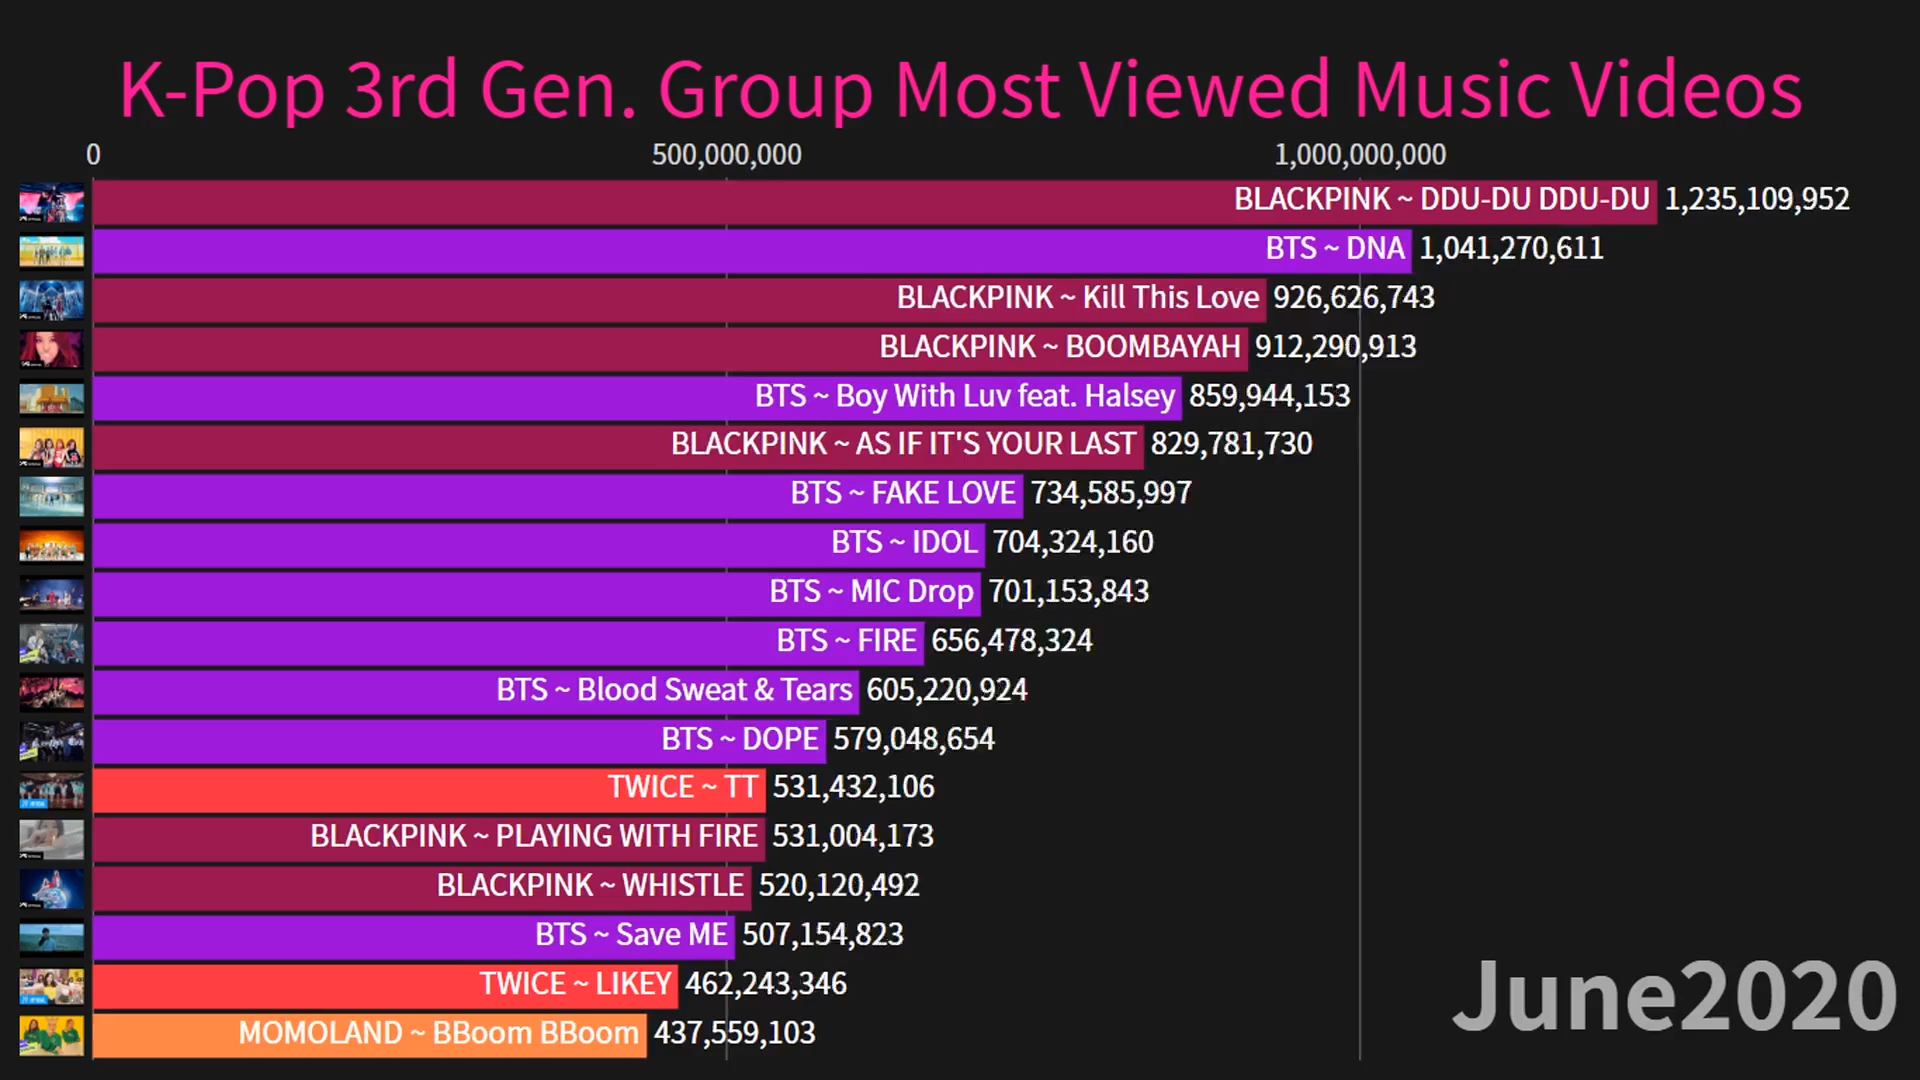 K-Pop 3rd Gen. Group Most Viewed Music Videos
0 500,000,000 1,000,000,000
BLACKPINK ~ DDU-DU DDU-DU 1,235,109,952
BTS ~ DNA 1,041,270,611
BLACKPINK ~ Kill This Love 926,626,743
BLACKPINK ~ BOOMBAYAH 912,290,913
BTS ~ Boy With Luv feat. Halsey 859,944,153
BLACKPINK ~ AS IF IT'S YOUR LAST 829,781,730
BTS ~ FAKE LOVE 734,585,997
BTS ~ IDOL 704,324,160
BTS ~ MIC Drop 701,153,843
BTS ~ FIRE 656,478,324
BTS ~ Blood Sweat & Tears 605,220,924
BTS ~ DOPE 579,048,654
TWICE ~ TT 531,432,106
BLACKPINK ~ PLAYING WITH FIRE 531,004,173
BLACKPINK ~ WHISTLE 520,120,492
BTS ~ Save ME 507,154,823
TWICE ~ LIKEY 462,243,346
MOMOLAND ~ BBoom BBoom 437,559,103
June2020